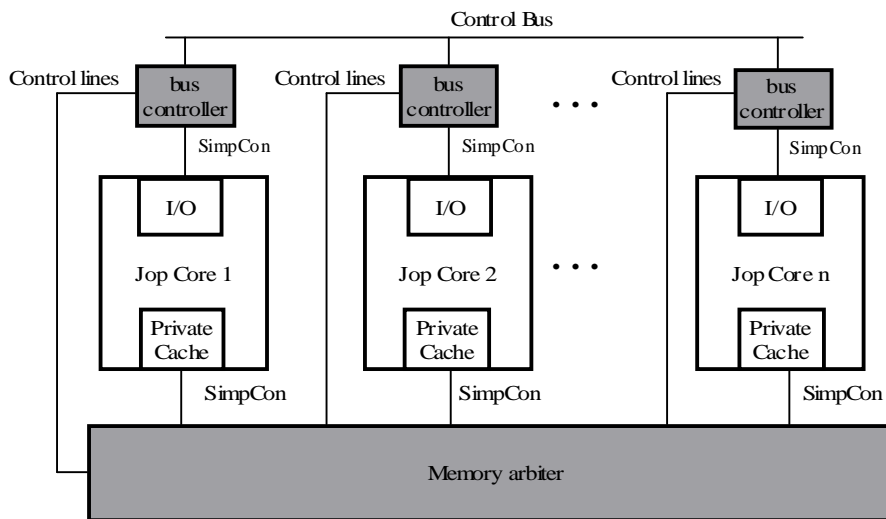 Control Bus
Control lines
bus
controller
Control lines
bus
controller
. . .
Control lines
bus
controller
SimpCon
SimpCon
SimpCon
I/O
I/O
I/O
Jop Core 1
Jop Core 2
. . .
Jop Core n
Private
Cache
Private
Cache
Private
Cache
SimpCon
SimpCon
SimpCon
Memory arbiter